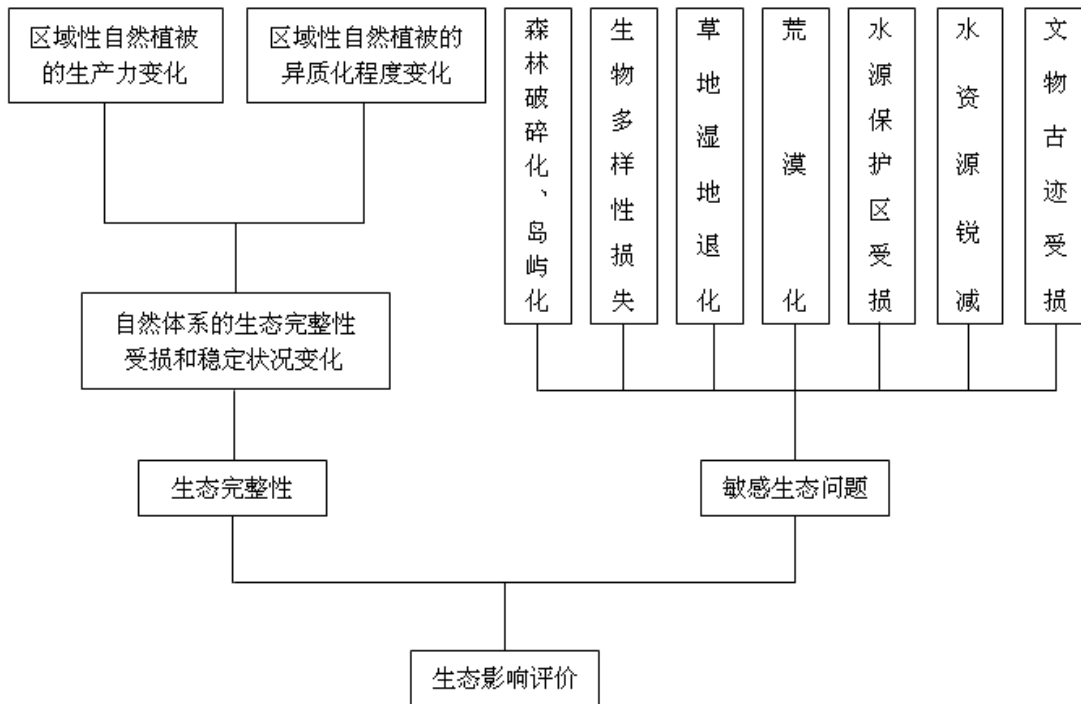 区域性自然植被
的生产力变化
区域性自然植被的
异质化程度变化
森林破碎化、岛屿化
生物多样性损失
草地湿地退化
荒漠化
水源保护区受损
水资源锐减
文物古迹受损
自然体系的生态完整性
受损和稳定状况变化
生态完整性
敏感生态问题
生态影响评价